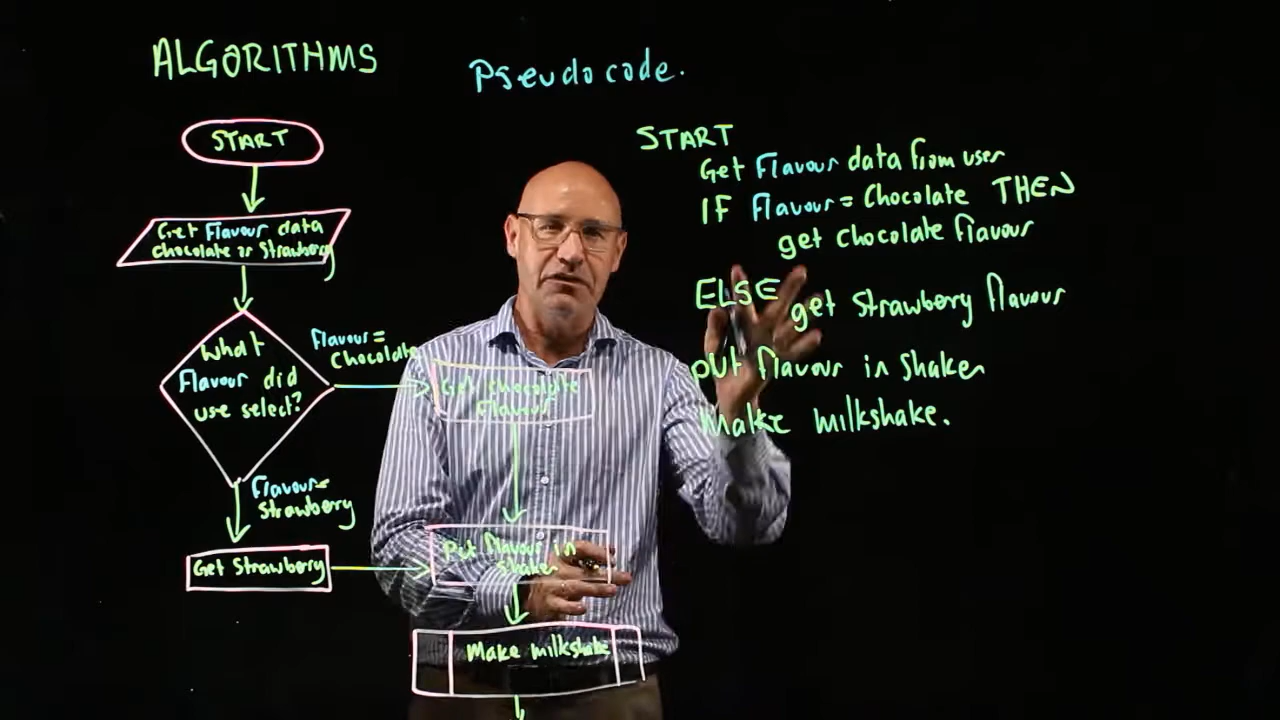 ALGORITHMS
Pseudocode.
START
Get Flavour data
chocolate or Strawberry
What
Flavour did
use select?
Flavour =
Chocolate
Get chocolate
Flavour
Flavour=
Strawberry
Get Strawberry
Put flavour in
shaker
Make milkshake
START
Get Flavour data from user
IF Flavour = Chocolate THEN
get chocolate flavour
ELSE
get strawberry flavour
put flavour in shaker
Make milkshake.